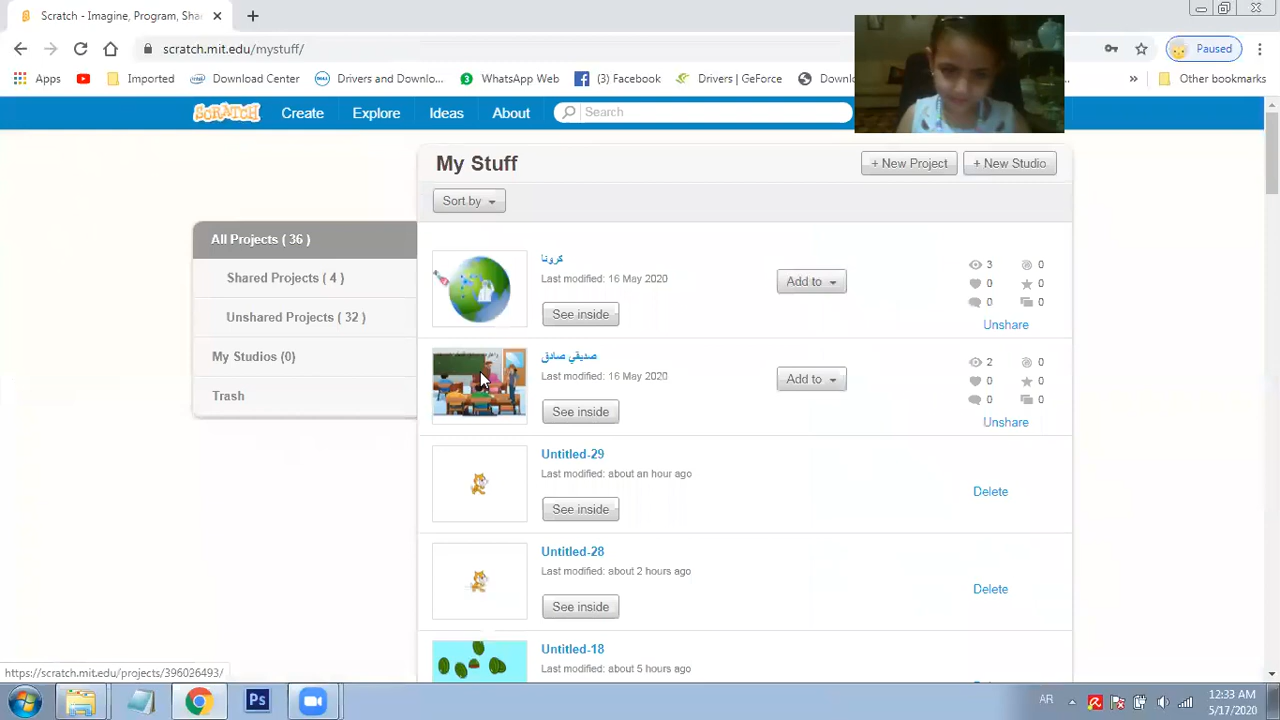 Scratch - Imagine, Program, Sha
scratch.mit.edu/mystuff/
Paused
Apps
Imported
Download Center
Drivers and Downlo...
WhatsApp Web
(3) Facebook
Drivers | GeForce
Downlo
Other bookmarks
SCRATCH
Create
Explore
Ideas
About
Search
My Stuff
+ New Project
+ New Studio
Sort by
All Projects ( 36 )
Shared Projects ( 4 )
Unshared Projects ( 32 )
My Studios (0)
Trash
كرونا
Last modified: 16 May 2020
See inside
Add to
3
0
0
0
0
0
Unshare
صديقي صادق
Last modified: 16 May 2020
See inside
Add to
2
0
0
0
0
0
Unshare
Untitled-29
Last modified: about an hour ago
See inside
Delete
Untitled-28
Last modified: about 2 hours ago
See inside
Delete
Untitled-18
Last modified: about 5 hours ago
https://scratch.mit.edu/projects/396026493/
Ps
AR
12:33 AM
5/17/2020